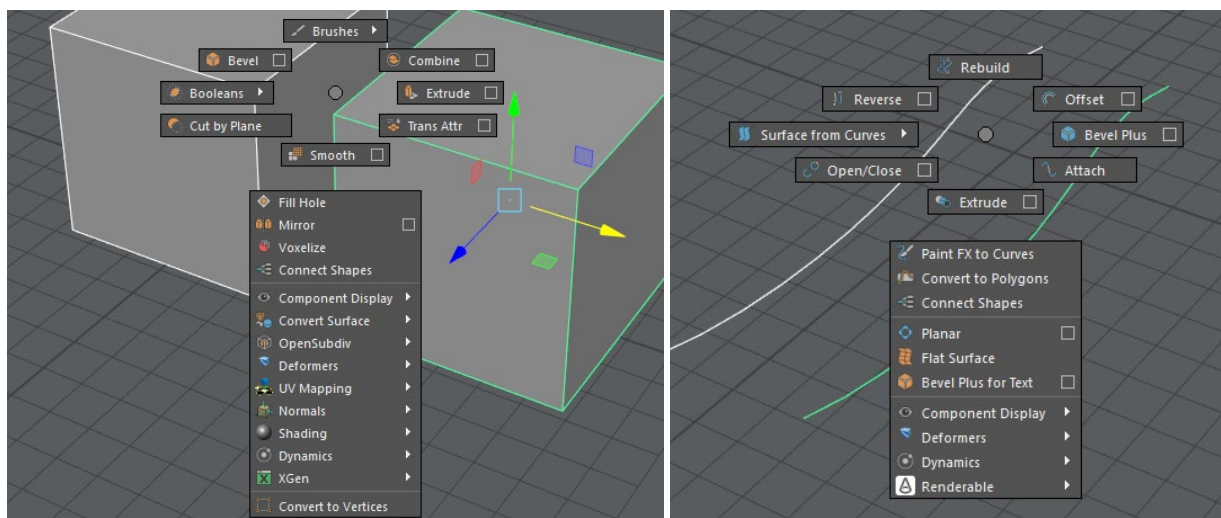 Brushes
Bevel
Combine
Booleans
Extrude
Cut by Plane
Trans Attr
Smooth
Fill Hole
Mirror
Voxelize
Connect Shapes
Component Display
Convert Surface
OpenSubdiv
Deformers
UV Mapping
Normals
Shading
Dynamics
XGen
Convert to Vertices
Rebuild
Reverse
Offset
Surface from Curves
Bevel Plus
Open/Close
Attach
Extrude
Paint FX to Curves
Convert to Polygons
Connect Shapes
Planar
Flat Surface
Bevel Plus for Text
Component Display
Deformers
Dynamics
Renderable